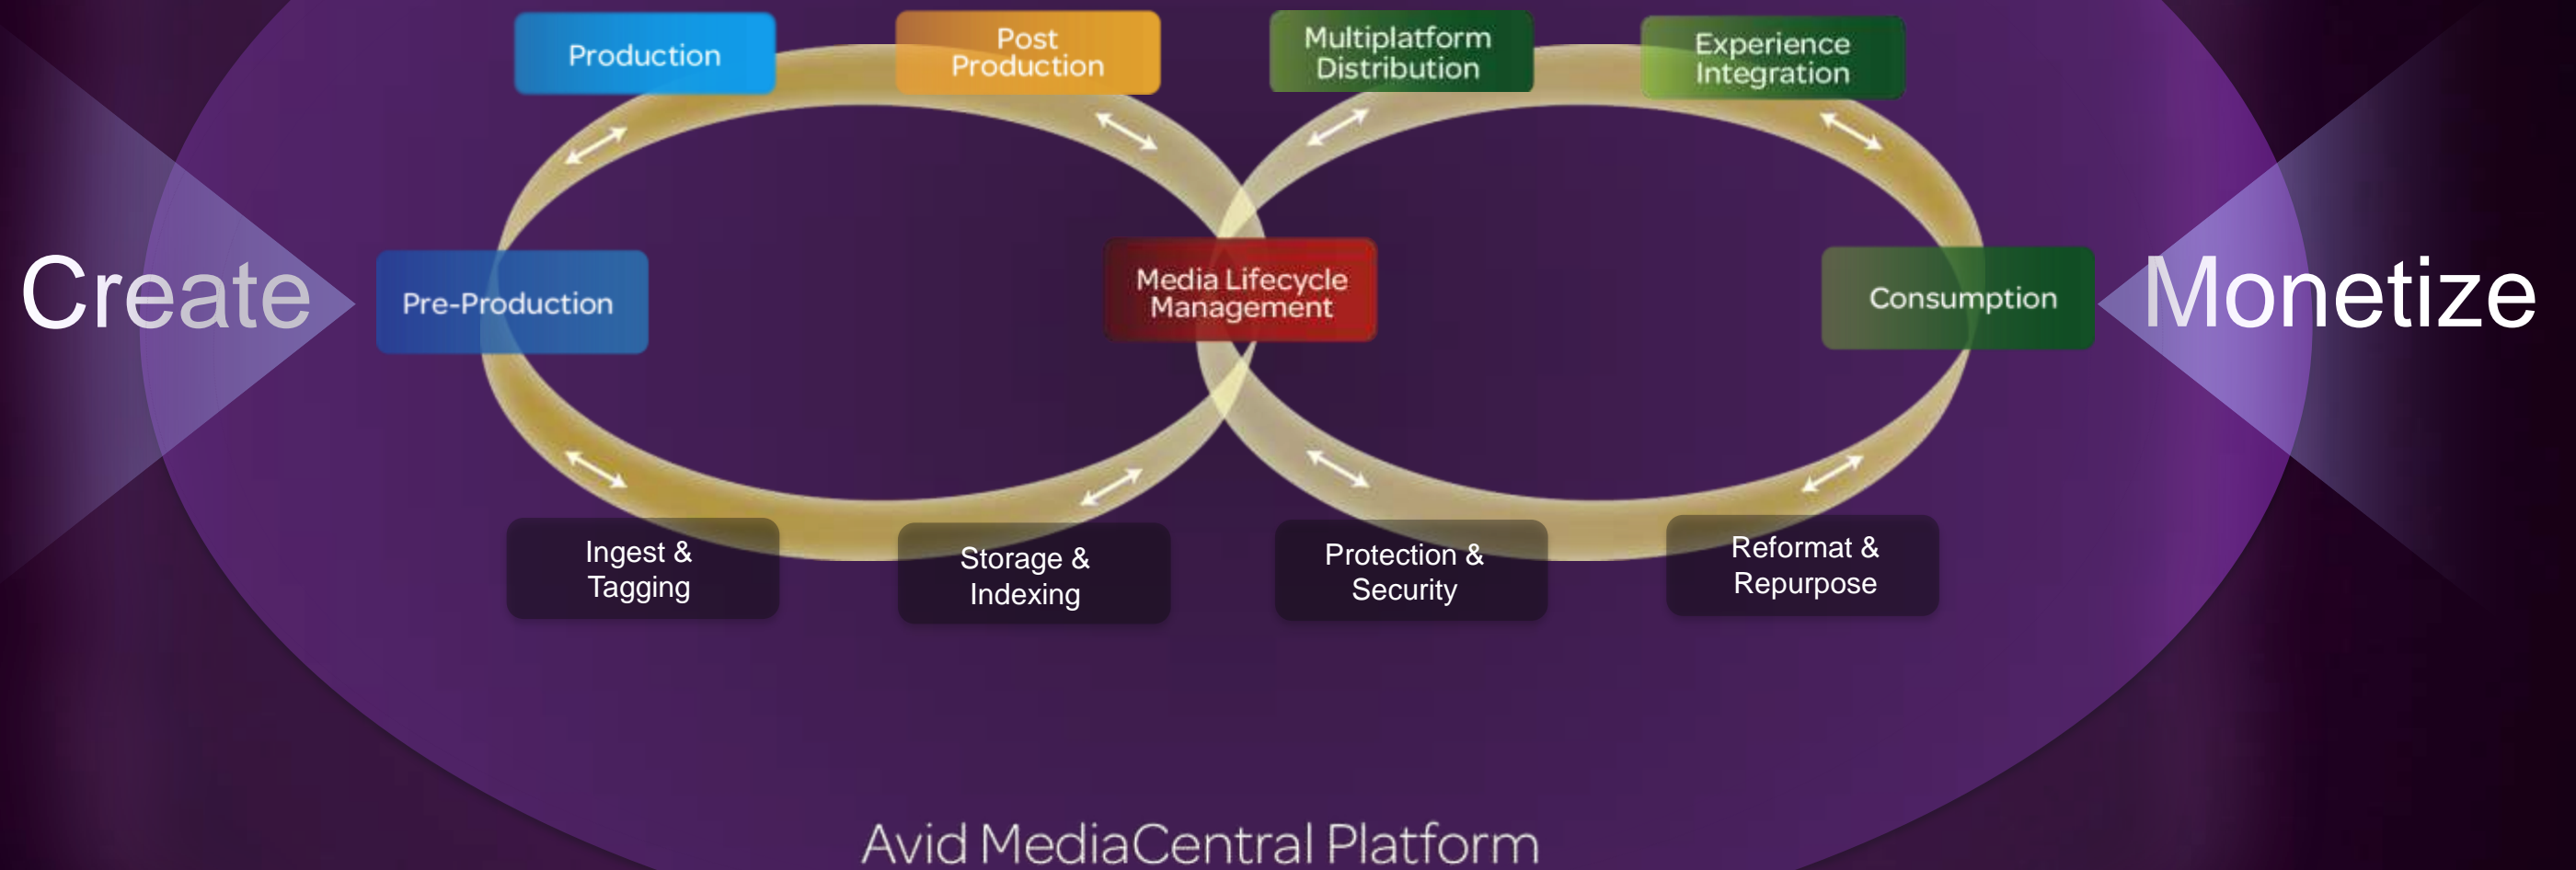 Production
Post
Production
Multiplatform
Distribution
Experience
Integration
Create
Pre-Production
Media Lifecycle
Management
Consumption
Monetize
Ingest &
Tagging
Storage &
Indexing
Protection &
Security
Reformat &
Repurpose
Avid MediaCentral Platform